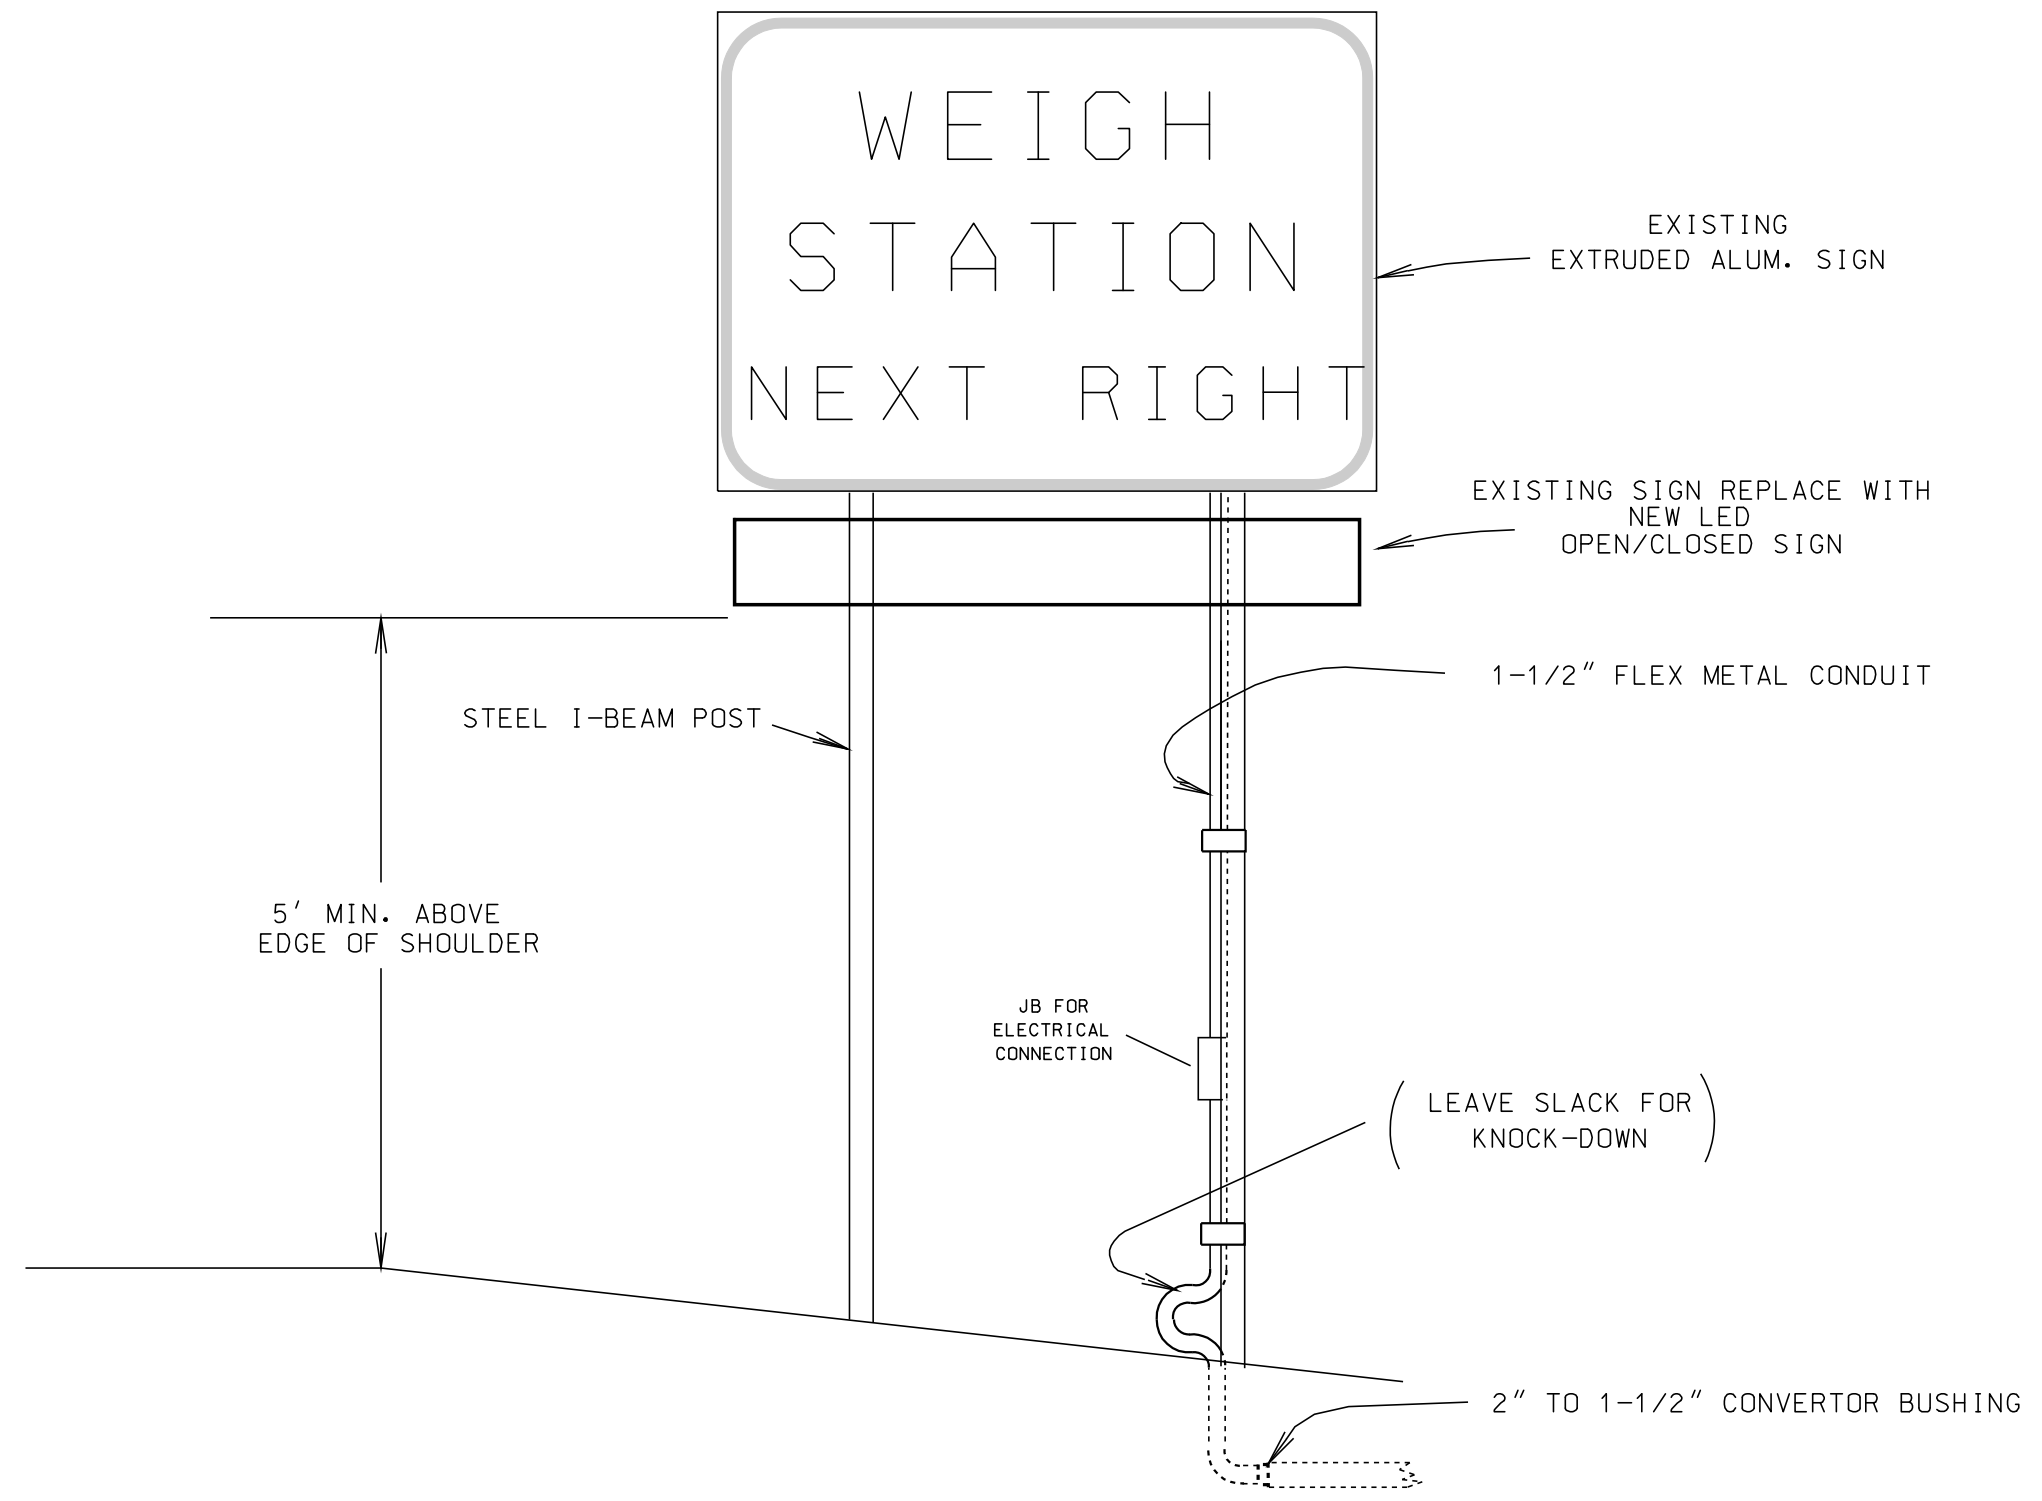 WEIGH
STATION
NEXT RIGHT
EXISTING
EXTRUDED ALUM. SIGN
EXISTING SIGN REPLACE WITH
NEW LED
OPEN/CLOSED SIGN
1-1/2" FLEX METAL CONDUIT
STEEL I-BEAM POST
5' MIN. ABOVE
EDGE OF SHOULDER
JB FOR
ELECTRICAL
CONNECTION
(LEAVE SLACK FOR
KNOCK-DOWN)
2" TO 1-1/2" CONVERTOR BUSHING